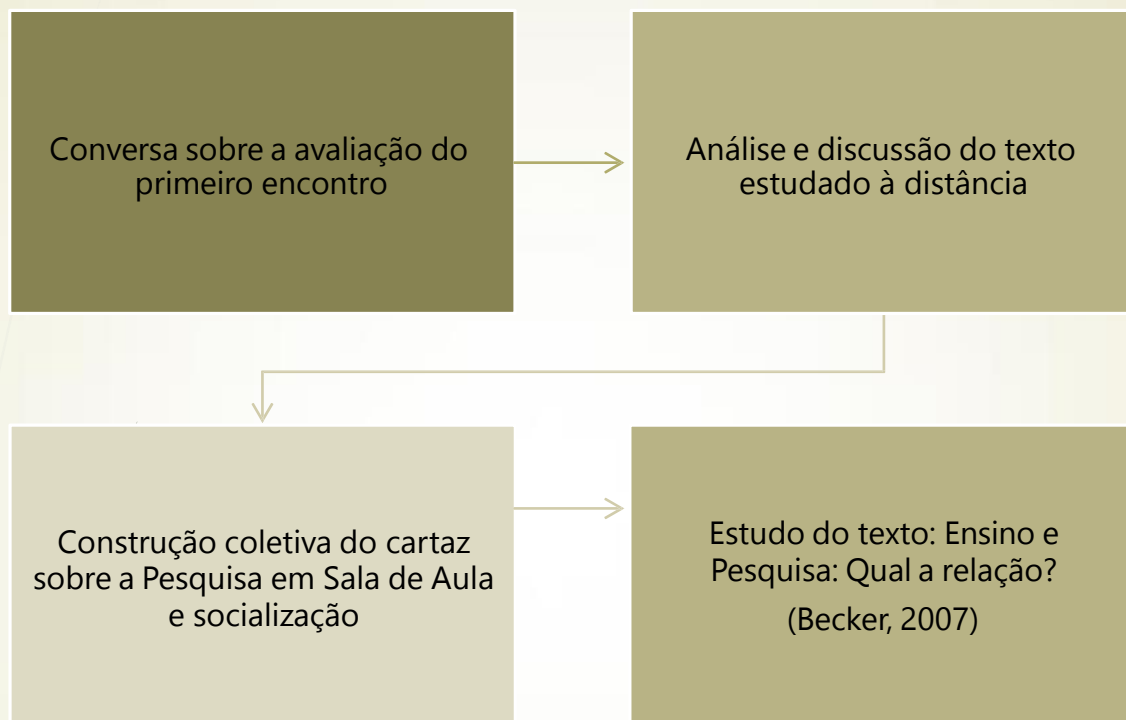 Conversa sobre a avaliação do
primeiro encontro
Análise e discussão do texto
estudado à distância
Construção coletiva do cartaz
sobre a Pesquisa em Sala de Aula
e socialização
Estudo do texto: Ensino e
Pesquisa: Qual a relação?
(Becker, 2007)